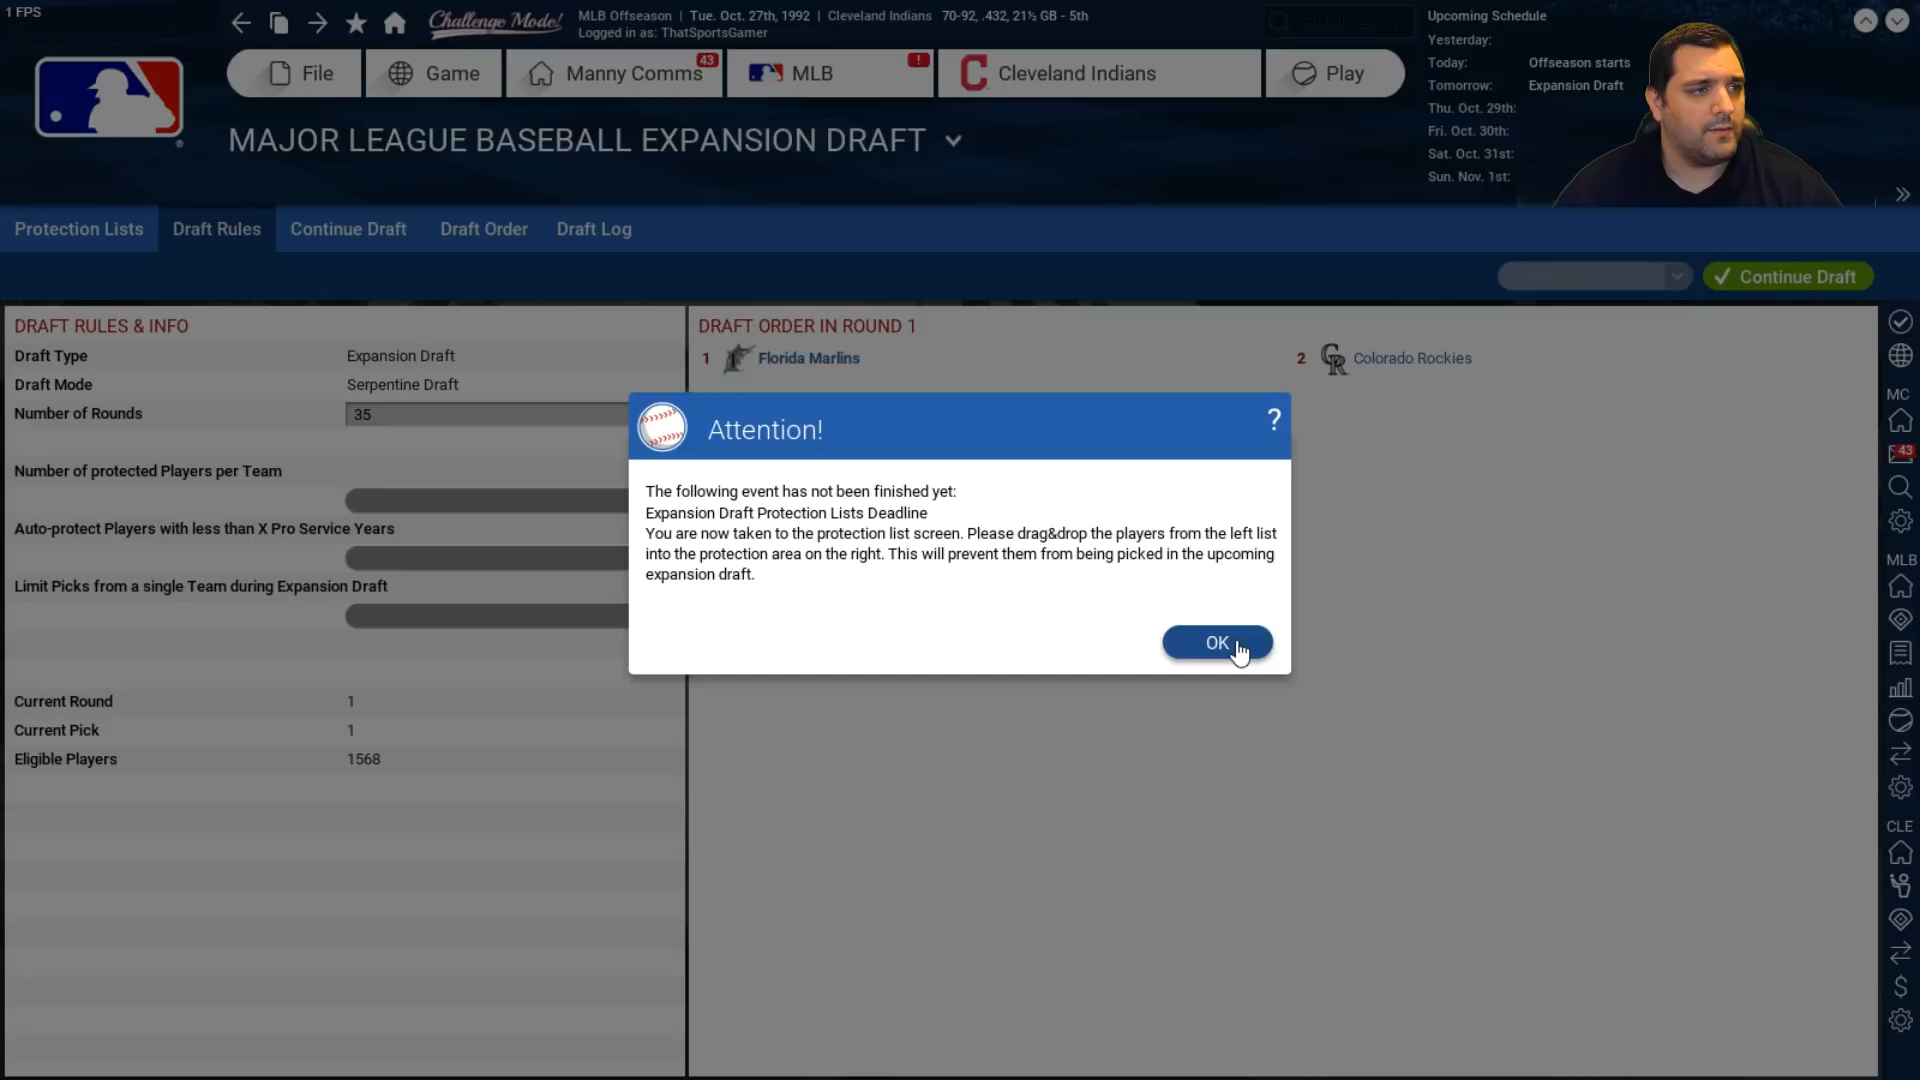 1 FPS
Challenge Mode!
MLB Offseason | Tue. Oct. 27th, 1992 | Cleveland Indians 70-92, .432, 21½ GB - 5th
Logged in as: ThatSportsGamer
Upcoming Schedule
Yesterday:
Today: Offseason starts
Tomorrow: Expansion Draft
Thu. Oct. 29th:
Fri. Oct. 30th:
Sat. Oct. 31st:
Sun. Nov. 1st:
File
Game
Manny Comms 43
MLB !
Cleveland Indians
Play
MAJOR LEAGUE BASEBALL EXPANSION DRAFT
Protection Lists
Draft Rules
Continue Draft
Draft Order
Draft Log
Continue Draft
DRAFT RULES & INFO
Draft Type Expansion Draft
Draft Mode Serpentine Draft
Number of Rounds 35
Number of protected Players per Team
Auto-protect Players with less than X Pro Service Years
Limit Picks from a single Team during Expansion Draft
Current Round 1
Current Pick 1
Eligible Players 1568
DRAFT ORDER IN ROUND 1
1 Florida Marlins
2 Colorado Rockies
Attention!
?
The following event has not been finished yet:
Expansion Draft Protection Lists Deadline
You are now taken to the protection list screen. Please drag&drop the players from the left list
into the protection area on the right. This will prevent them from being picked in the upcoming
expansion draft.
OK
MC
43
MLB
CLE
$